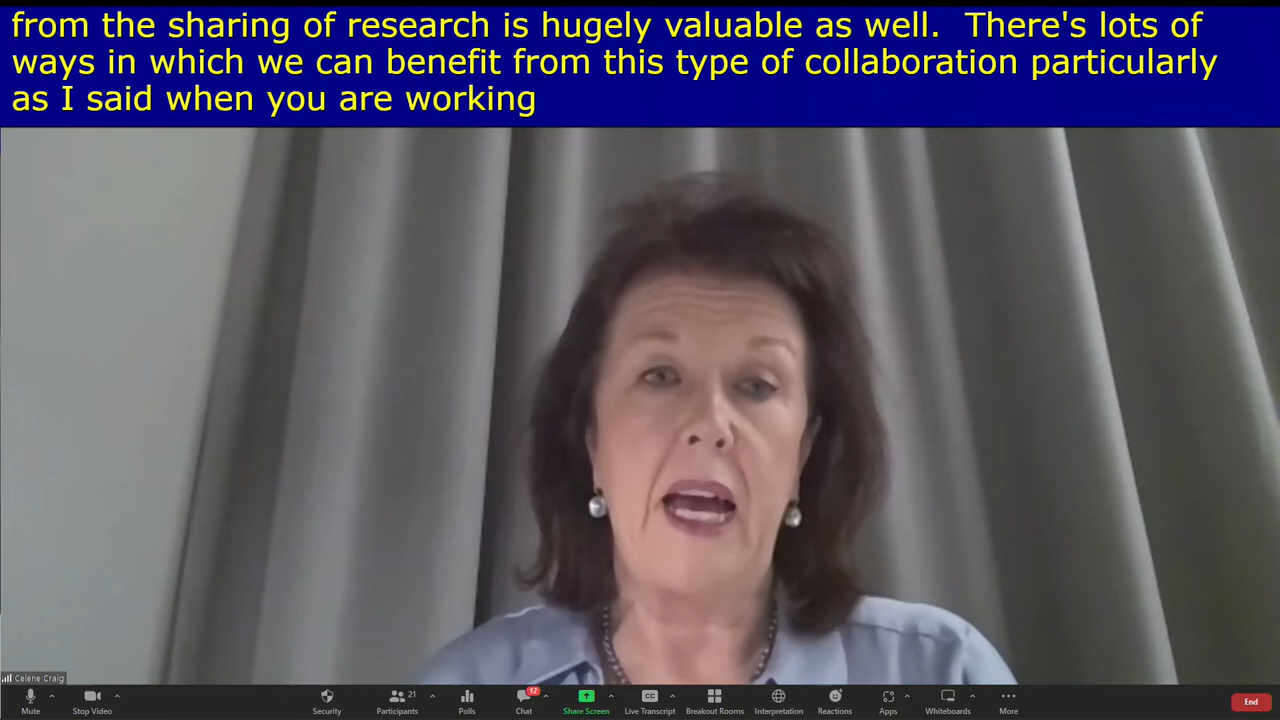 from the sharing of research is hugely valuable as well.  There's lots of
ways in which we can benefit from this type of collaboration particularly
as I said when you are working
Celene Craig
21
12
Mute
Stop Video
Security
Participants
Polls
Chat
Share Screen
CC
Live Transcript
Breakout Rooms
Interpretation
Reactions
Apps
Whiteboards
More
End